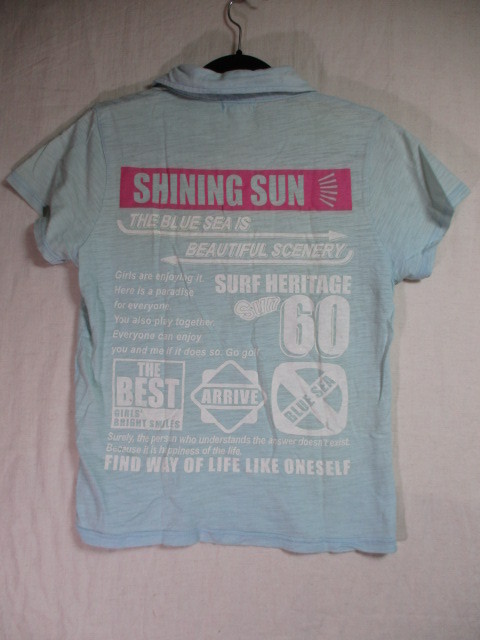 SHINING SUN
THE BLUE SEA IS
BEAUTIFUL SCENERY
Girls are enjoying it.
Here is a paradise
for everyone.
You also play together.
Everyone can enjoy
you and me if it does so. Go go!
SURF HERITAGE
60
THE
BEST
GIRLS'
BRIGHT SMILES
ARRIVE
BLUE SEA
Surely, the person who understands the answer doesn't exist.
Because it is happiness of the life.
FIND WAY OF LIFE LIKE ONESELF